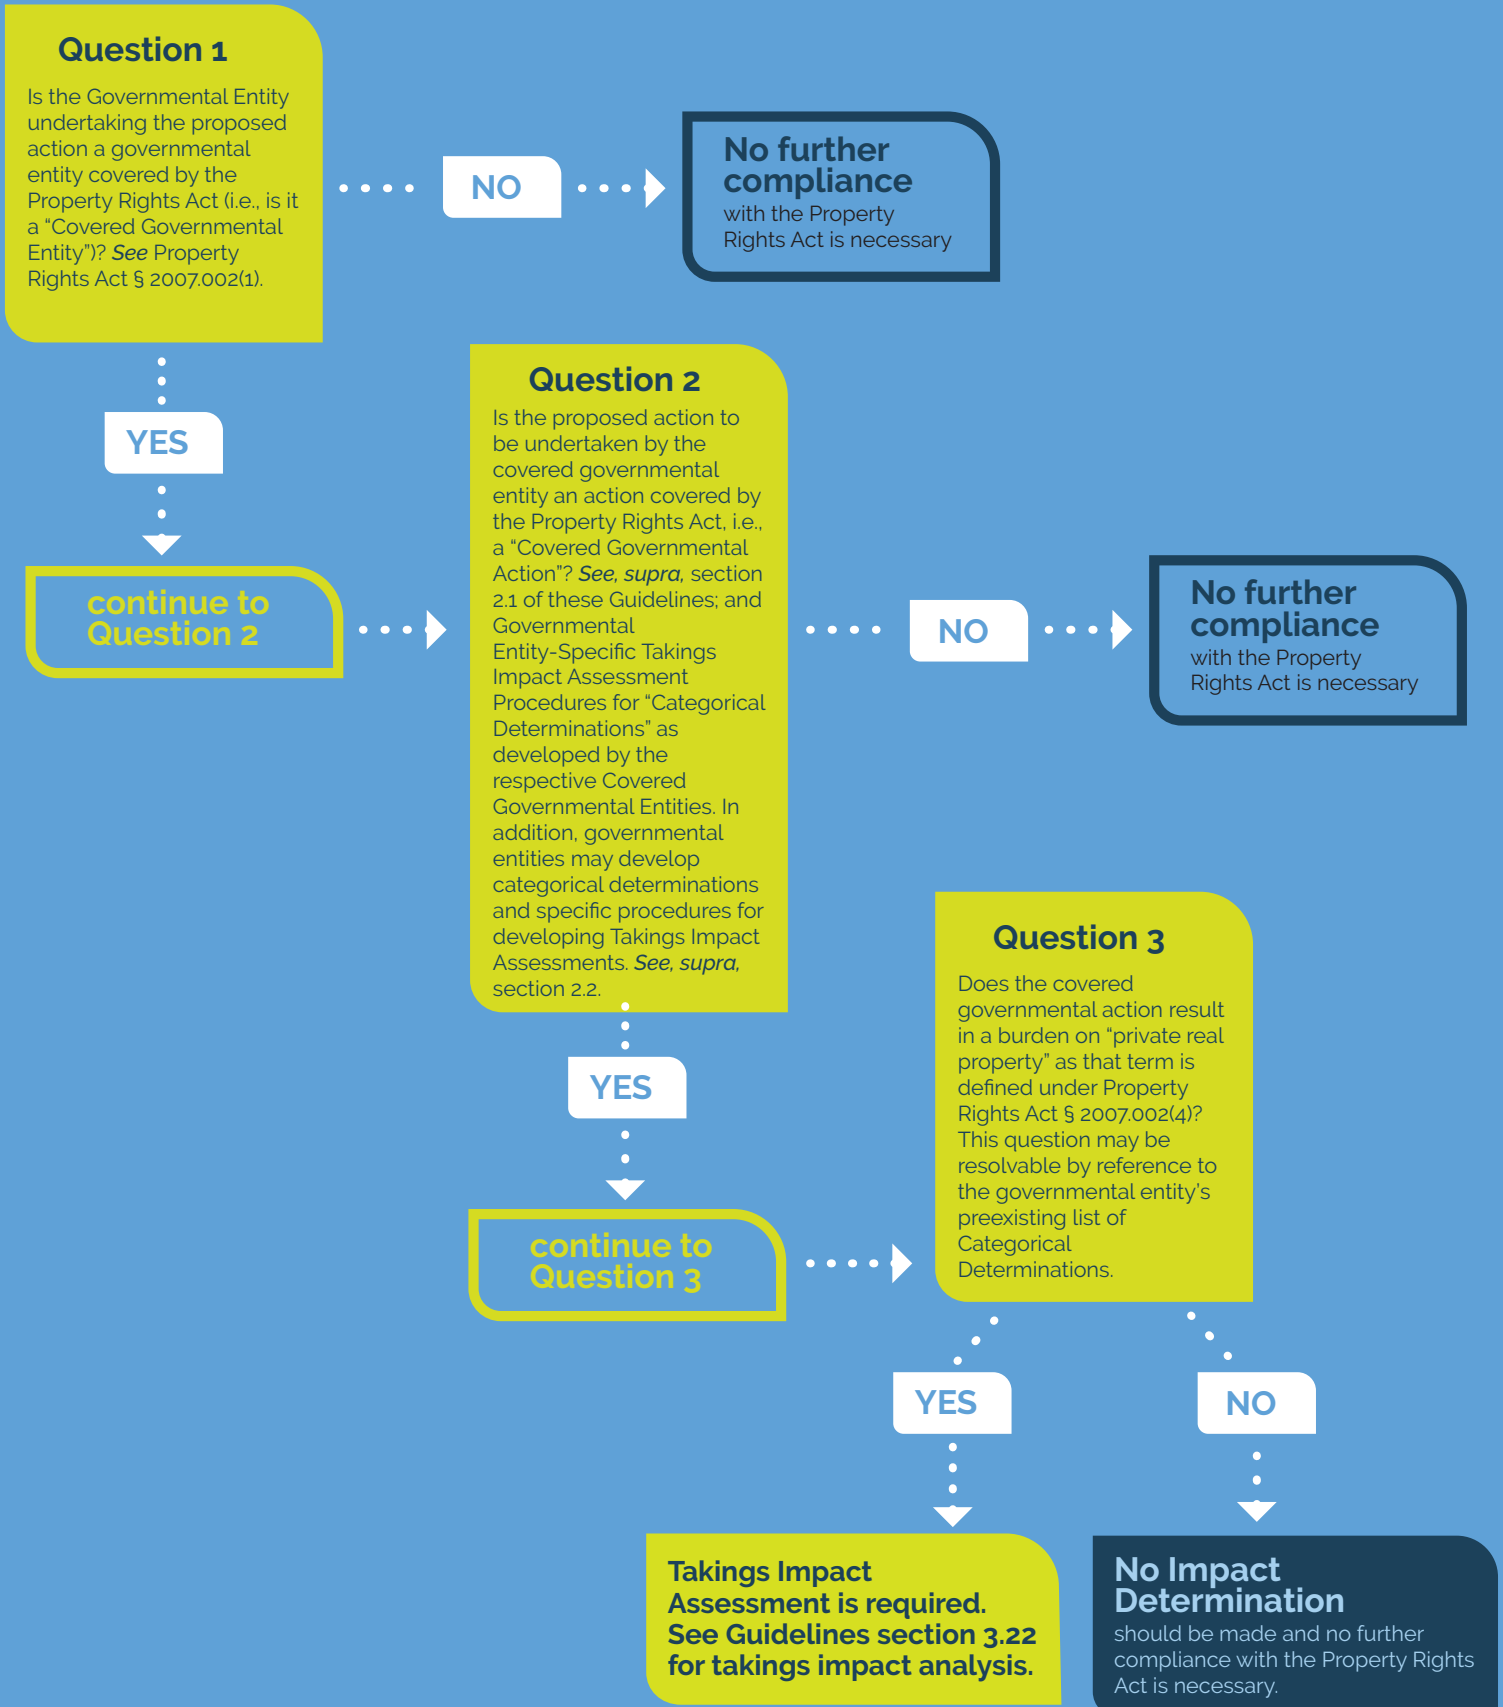 Question 1
Is the Governmental Entity
undertaking the proposed
action a governmental
entity covered by the
Property Rights Act (i.e., is it
a “Covered Governmental
Entity”)? See Property
Rights Act § 2007.002(1).
NO
No further
compliance
with the Property
Rights Act is necessary
YES
continue to
Question 2
Question 2
Is the proposed action to
be undertaken by the
covered governmental
entity an action covered by
the Property Rights Act, i.e.,
a “Covered Governmental
Action”? See, supra, section
2.1 of these Guidelines; and
Governmental
Entity-Specific Takings
Impact Assessment
Procedures for “Categorical
Determinations” as
developed by the
respective Covered
Governmental Entities. In
addition, governmental
entities may develop
categorical determinations
and specific procedures for
developing Takings Impact
Assessments. See, supra,
section 2.2.
NO
No further
compliance
with the Property
Rights Act is necessary
YES
continue to
Question 3
Question 3
Does the covered
governmental action result
in a burden on “private real
property” as that term is
defined under Property
Rights Act § 2007.002(4)?
This question may be
resolvable by reference to
the governmental entity’s
preexisting list of
Categorical
Determinations.
YES
NO
Takings Impact
Assessment is required.
See Guidelines section 3.22
for takings impact analysis.
No Impact
Determination
should be made and no further
compliance with the Property Rights
Act is necessary.